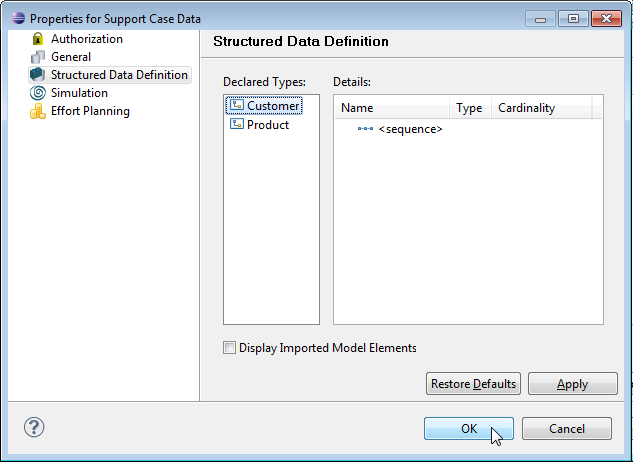 Properties for Support Case Data
Authorization
General
Structured Data Definition
Simulation
Effort Planning
Structured Data Definition
Declared Types:
Customer
Product
Details:
Name Type Cardinality
<sequence>
Display Imported Model Elements
Restore Defaults Apply
OK Cancel